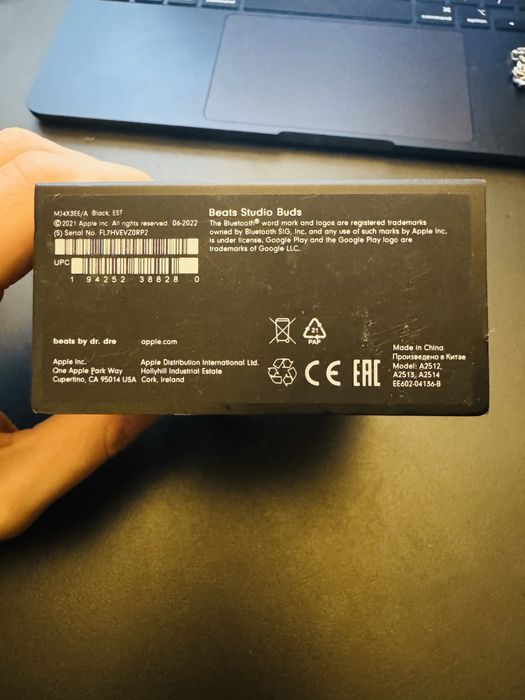 command
option
MJ4X3EE/A Black, EST
©2021 Apple Inc. All rights reserved. 06-2022
(S) Serial No. FL7HVEVZ0RP2
UPC
1 94252 38828 0
Beats Studio Buds
The Bluetooth® word mark and logos are registered trademarks
owned by Bluetooth SIG, Inc. and any use of such marks by Apple Inc.
is under license. Google Play and the Google Play logo are
trademarks of Google LLC.
beats by dr. dre apple.com
Apple Inc.
One Apple Park Way
Cupertino, CA 95014 USA
Apple Distribution International Ltd.
Hollyhill Industrial Estate
Cork, Ireland
21
PAP
CE EAC
Made in China
Произведено в Китае
Model: A2512,
A2513, A2514
EE602-04136-B